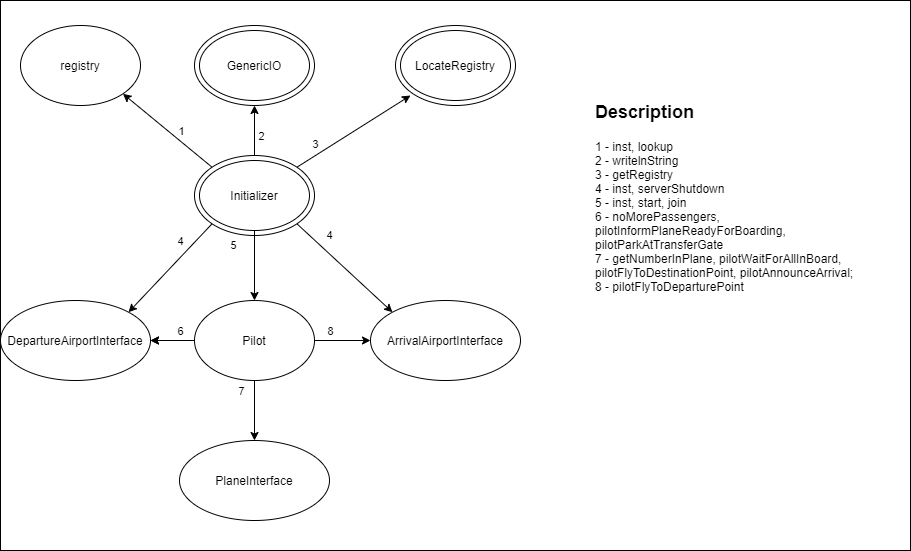 registry
GenericIO
LocateRegistry
1
2
3
Initializer
4
5
4
DepartureAirportInterface
6
Pilot
8
ArrivalAirportInterface
7
PlaneInterface
Description
1 - inst, lookup
2 - writeInString
3 - getRegistry
4 - inst, serverShutdown
5 - inst, start, join
6 - noMorePassengers,
pilotInformPlaneReadyForBoarding,
pilotParkAtTransferGate
7 - getNumberInPlane, pilotWaitForAllInBoard,
pilotFlyToDestinationPoint, pilotAnnounceArrival;
8 - pilotFlyToDeparturePoint